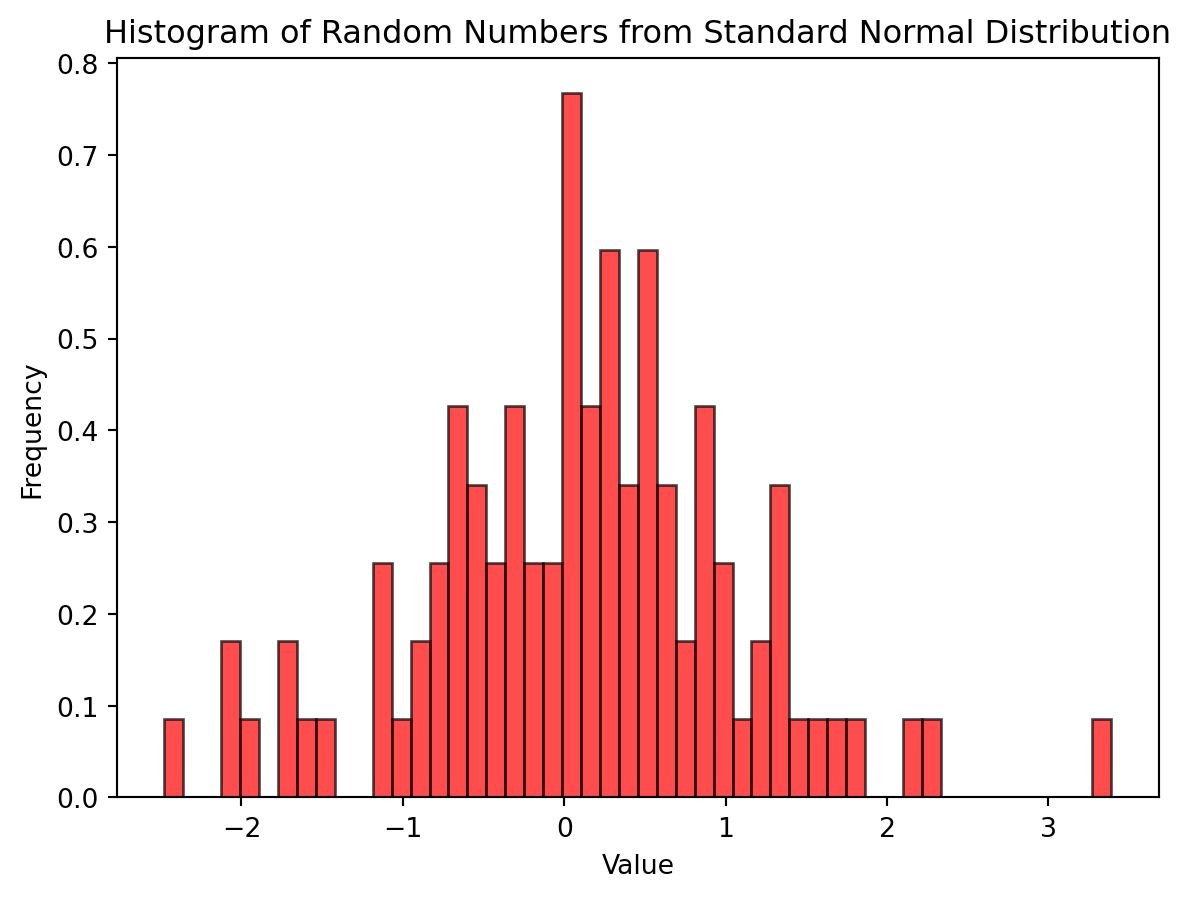 Histogram of Random Numbers from Standard Normal Distribution
0.8
0.7
0.6
0.5
0.4
0.3
0.2
0.1
0.0
Frequency
−2 −1 0 1 2 3
Value